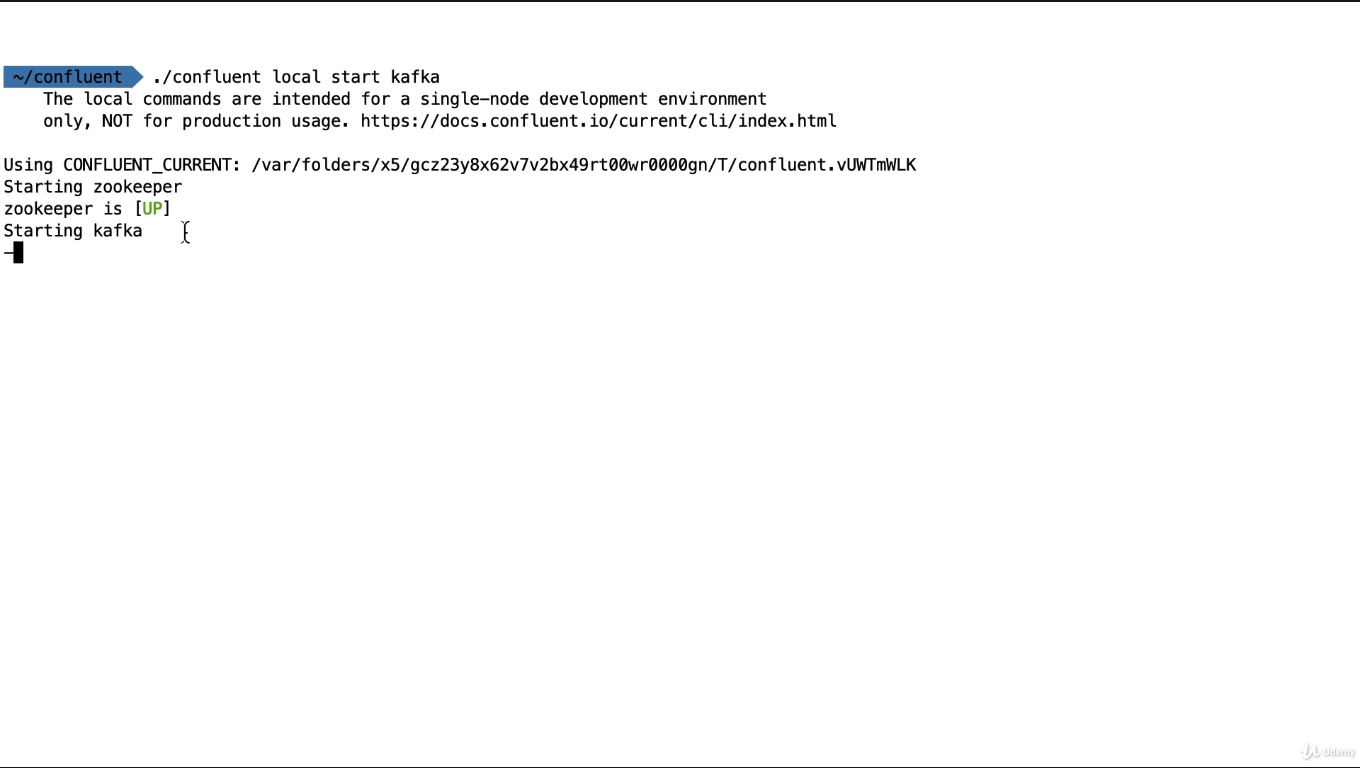 ~/confluent ./confluent local start kafka
The local commands are intended for a single-node development environment
only, NOT for production usage. https://docs.confluent.io/current/cli/index.html
Using CONFLUENT_CURRENT: /var/folders/x5/gcz23y8x62v7v2bx49rt00wr0000gn/T/confluent.vUWTmWLK
Starting zookeeper
zookeeper is [UP]
Starting kafka
-
Udemy